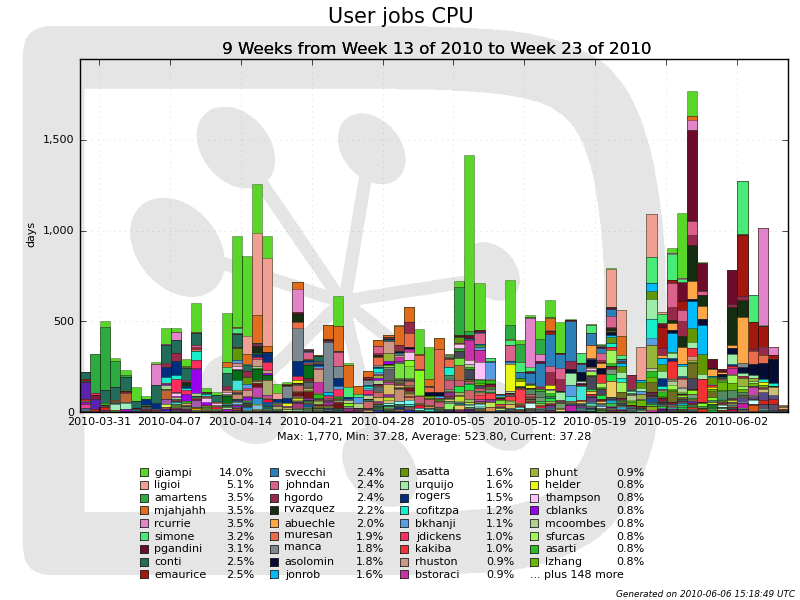 User jobs CPU
9 Weeks from Week 13 of 2010 to Week 23 of 2010
1,500
1,000
500
0
days
2010-03-31 2010-04-07 2010-04-14 2010-04-21 2010-04-28 2010-05-05 2010-05-12 2010-05-19 2010-05-26 2010-06-02
Max: 1,770, Min: 37.28, Average: 523.80, Current: 37.28
giampi 14.0% svecchi 2.4% asatta 1.6% phunt 0.9%
ligioi 5.1% johndan 2.4% urquijo 1.6% helder 0.8%
amartens 3.5% hgordo 2.4% rogers 1.5% thampson 0.8%
mjahjahh 3.5% rvazquez 2.2% cofitzpa 1.2% cblanks 0.8%
rcurrie 3.5% abuechle 2.0% bkhanji 1.1% mcoombes 0.8%
simone 3.2% muresan 1.9% jdickens 1.0% sfurcas 0.8%
pgandini 3.1% manca 1.8% kakiba 1.0% asarti 0.8%
conti 2.5% asolomin 1.8% rhuston 0.9% lzhang 0.8%
emaurice 2.5% jonrob 1.6% bstoraci 0.9% ... plus 148 more
Generated on 2010-06-06 15:18:49 UTC